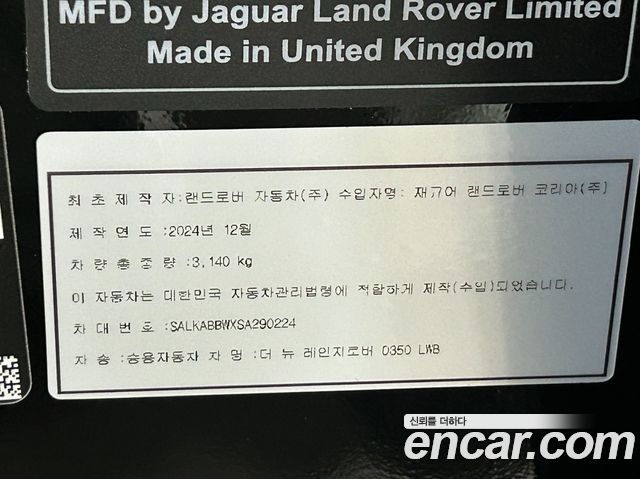 MFD by Jaguar Land Rover Limited
Made in United Kingdom
최초 제작 자:랜드로버 자동차(주) 수입자명: 재규어 랜드로버 코리아(주)
제 작 연 도 :2024년 12월
차 량 총 중 량 :3,140 kg
이 자동차는 대한민국 자동차관리법령에 적합하게 제작(수입)되었습니다.
차 대 번 호 :SALKABBWXSA290224
차 종 :승용자동차 차 명 :더 뉴 레인지로버 D350 LWB
신뢰를 더하다
encar.com